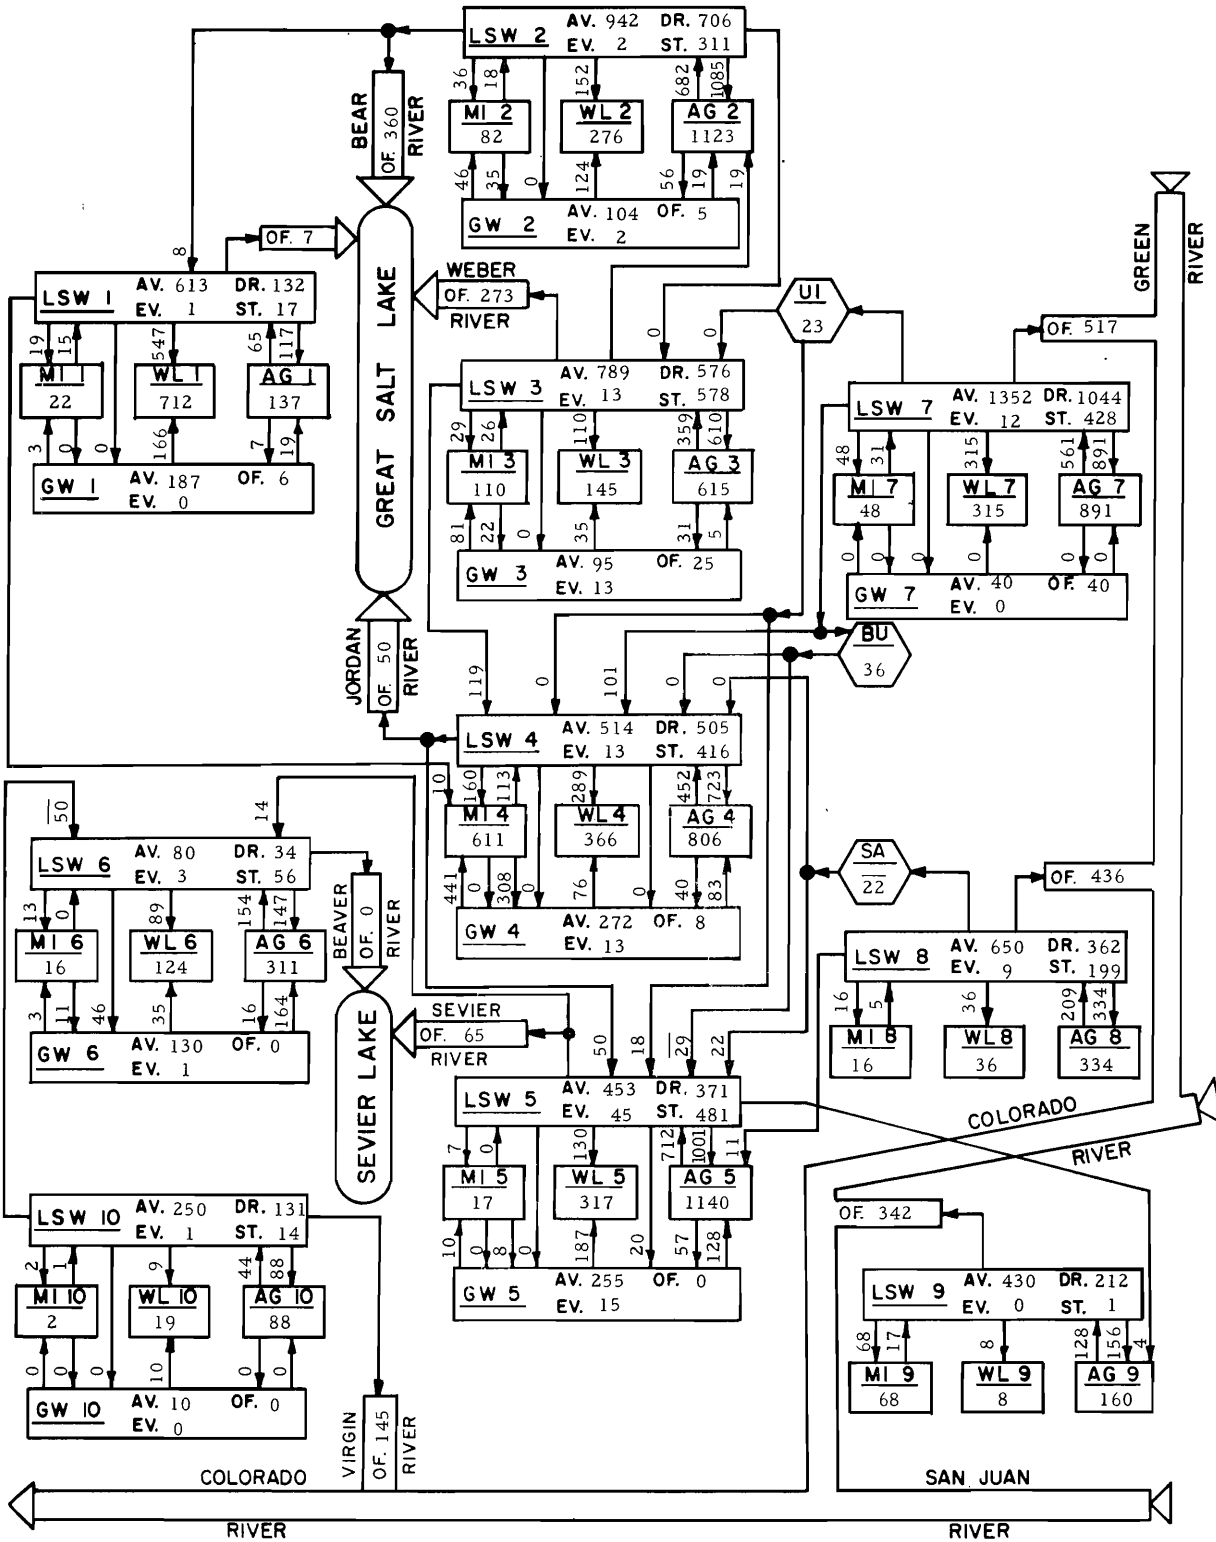 LSW 2 AV. 942 DR. 706
EV. 2 ST. 311
36 18 152 682 1085
MI 2 WL 2 AG 2
82 276 1123
46 35 0 124 56 19 19
GW 2 AV. 104 OF. 5
EV. 2
BEAR RIVER
OF. 360
8
OF. 7
LSW 1 AV. 613 DR. 132
EV. 1 ST. 17
19 15 547 65 117
MI 1 WL 1 AG 1
22 712 137
3 0 0 166 7 19
GW 1 AV. 187 OF. 6
EV. 0
GREAT SALT LAKE
WEBER
OF. 273
RIVER
UI
23
0 0
LSW 3 AV. 789 DR. 576
EV. 13 ST. 578
29 26 110 359 610
MI 3 WL 3 AG 3
110 145 615
81 22 0 35 31 5
GW 3 AV. 95 OF. 25
EV. 13
GREEN RIVER
OF. 517
LSW 7 AV. 1352 DR. 1044
EV. 12 ST. 428
48 31 315 561 891
MI 7 WL 7 AG 7
48 315 891
0 0 0 0 0 0
GW 7 AV. 40 OF. 40
EV. 0
BU
36
JORDAN RIVER
OF. 50
119 0 101 0 0
LSW 4 AV. 514 DR. 505
EV. 13 ST. 416
10 160 113 289 452 723
MI 4 WL 4 AG 4
611 366 806
441 0 308 0 76 0 40 83
GW 4 AV. 272 OF. 8
EV. 13
50 14
LSW 6 AV. 80 DR. 34
EV. 3 ST. 56
13 0 89 154 147
MI 6 WL 6 AG 6
16 124 311
3 11 46 35 16 164
GW 6 AV. 130 OF. 0
EV. 1
BEAVER RIVER
OF. 0
SEVIER LAKE
SEVIER
OF. 65
RIVER
SA
22
OF. 436
LSW 8 AV. 650 DR. 362
EV. 9 ST. 199
16 5 36 209 334
MI 8 WL 8 AG 8
16 36 334
50 18 29 22
LSW 5 AV. 453 DR. 371
EV. 45 ST. 481
7 0 130 712 1001 11
MI 5 WL 5 AG 5
17 317 1140
10 0 8 0 187 20 57 128
GW 5 AV. 255 OF. 0
EV. 15
COLORADO
RIVER
OF. 342
LSW 9 AV. 430 DR. 212
EV. 0 ST. 1
68 17 8 128 156 4
MI 9 WL 9 AG 9
68 8 160
LSW 10 AV. 250 DR. 131
EV. 1 ST. 14
2 1 9 44 88
MI 10 WL 10 AG 10
2 19 88
0 0 0 10 0 0
GW 10 AV. 10 OF. 0
EV. 0
VIRGIN RIVER
OF. 145
COLORADO
RIVER
SAN JUAN
RIVER